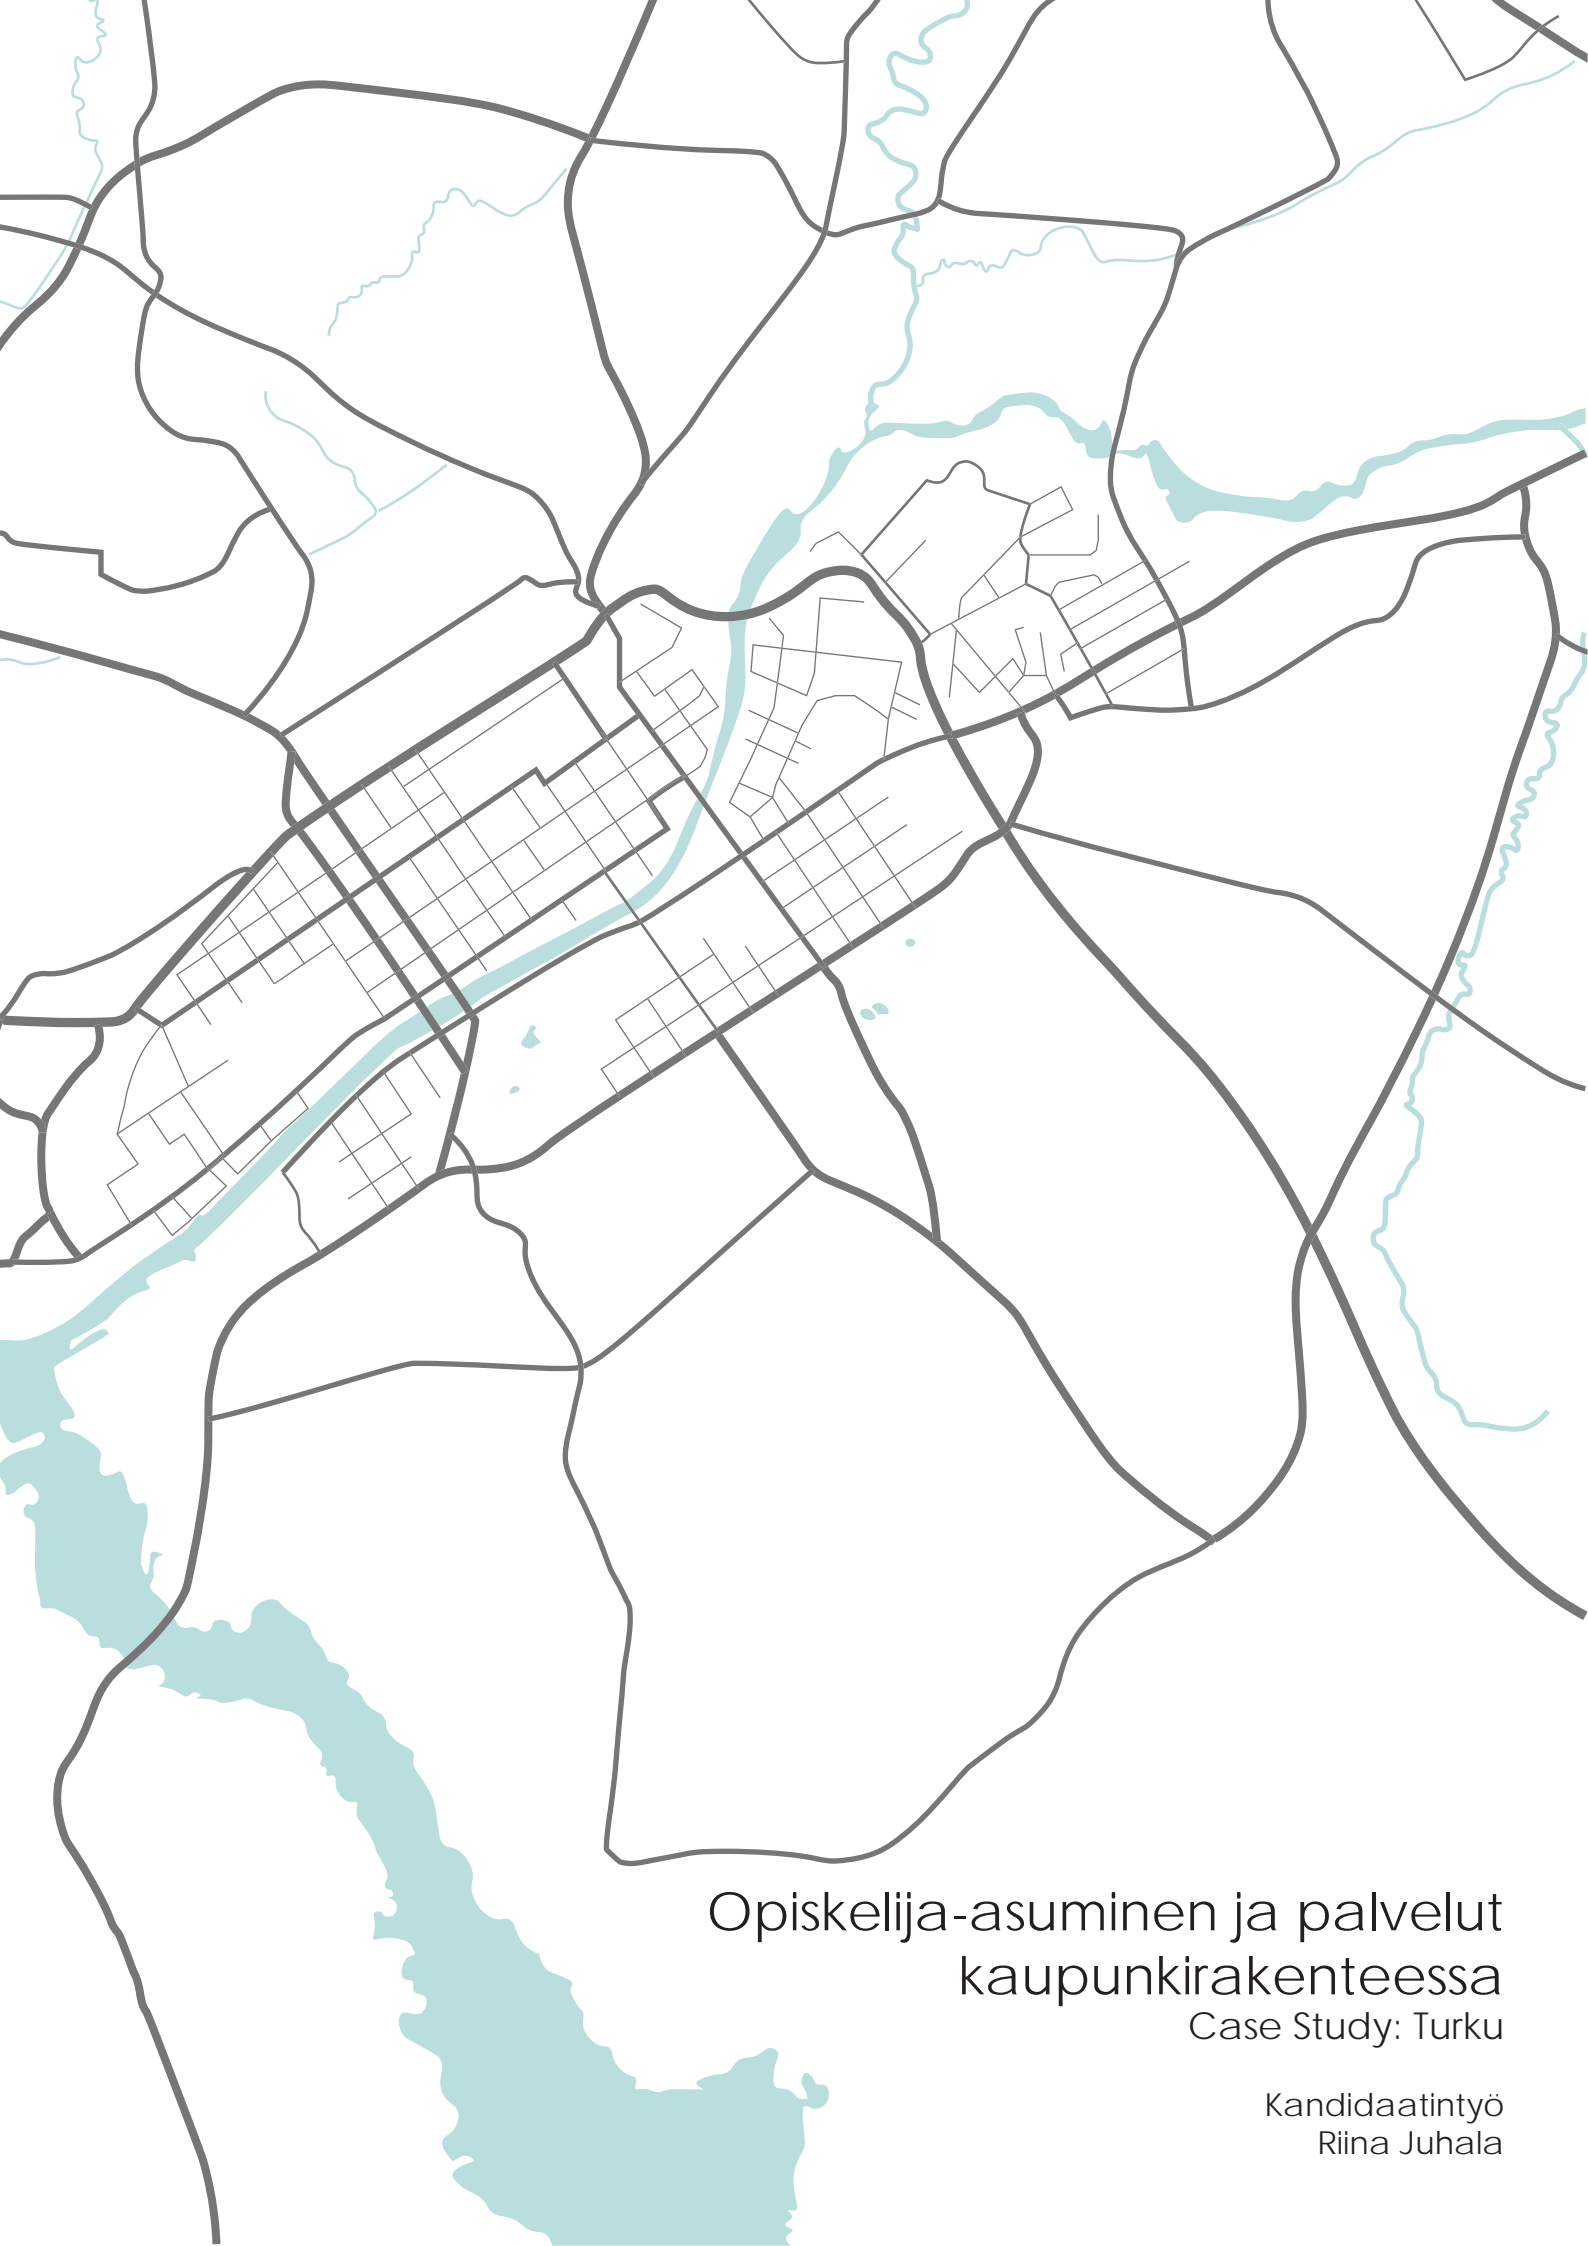 Opiskelija-asuminen ja palvelut
kaupunkirakenteessa
Case Study: Turku
Kandidaatintyö
Riina Juhala